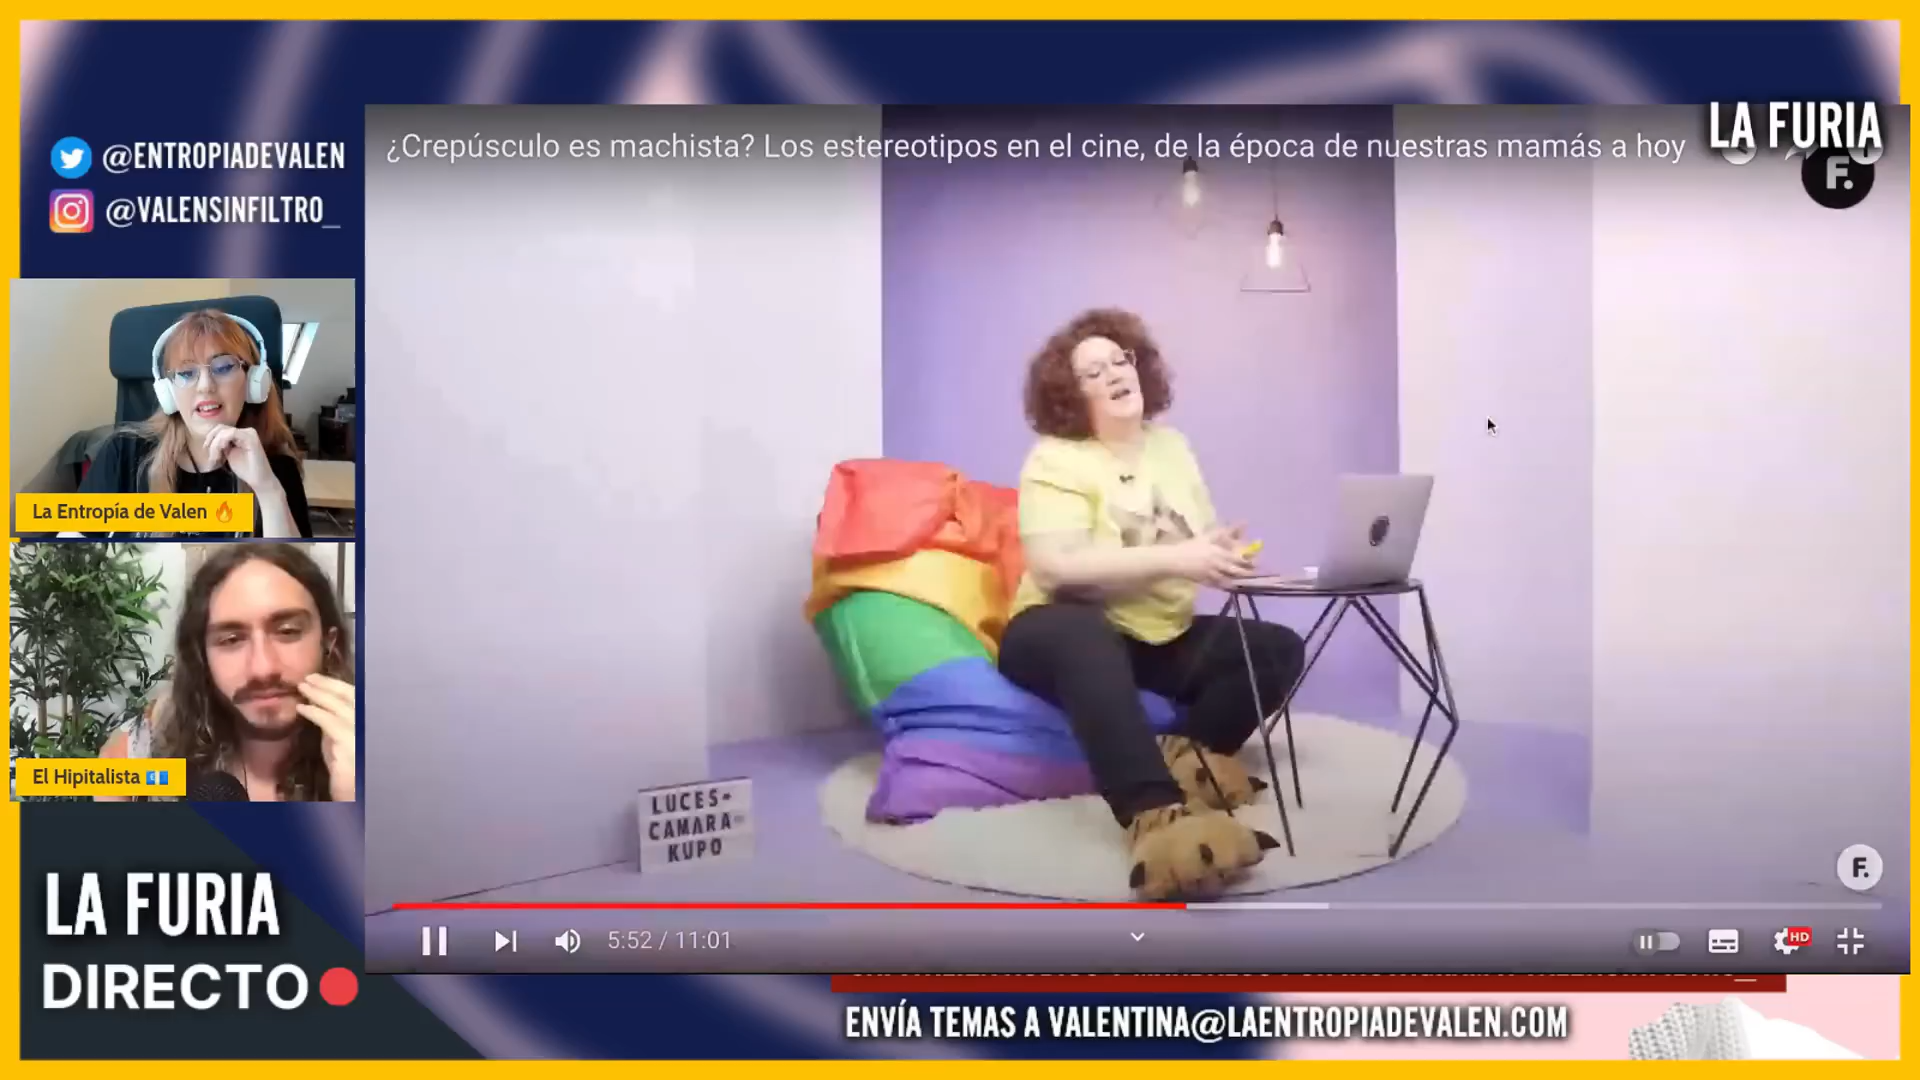 @ENTROPIADEVALEN
@VALENSINFILTRO_
¿Crepúsculo es machista? Los estereotipos en el cine, de la época de nuestras mamás a hoy
LA FURIA
F.
La Entropía de Valen
El Hipitalista
LUCES-
CAMARA-
KUPO
F.
5:52 / 11:01
HD
LA FURIA
DIRECTO
ENVÍA TEMAS A VALENTINA@LAENTROPIADEVALEN.COM